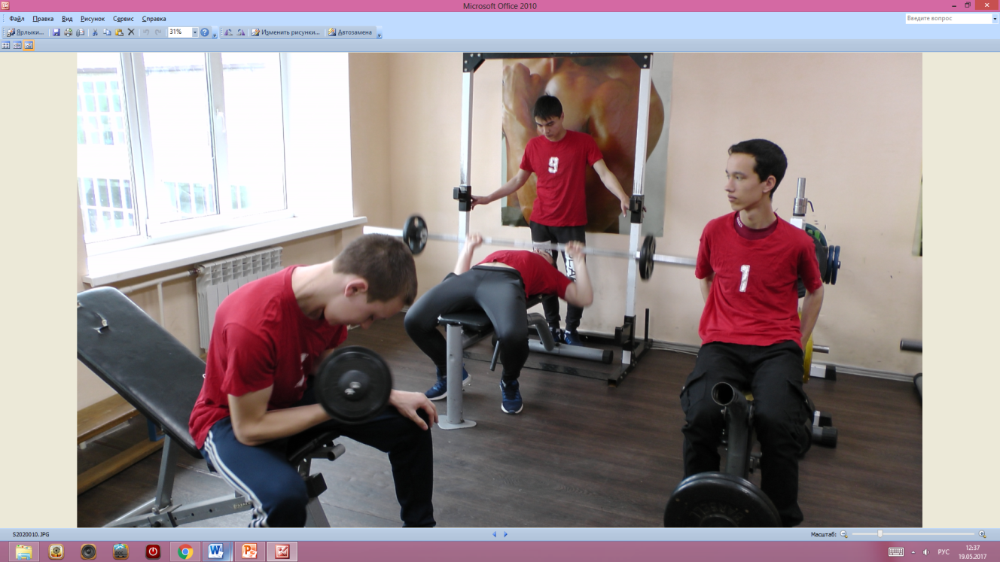 Microsoft Office 2010
Файл Правка Вид Рисунок Сервис Справка
Введите вопрос
Ярлыки... 31% Изменить рисунки... Автозамена
9
1
S2020010.JPG
Масштаб:
РУС
12:37
19.05.2017